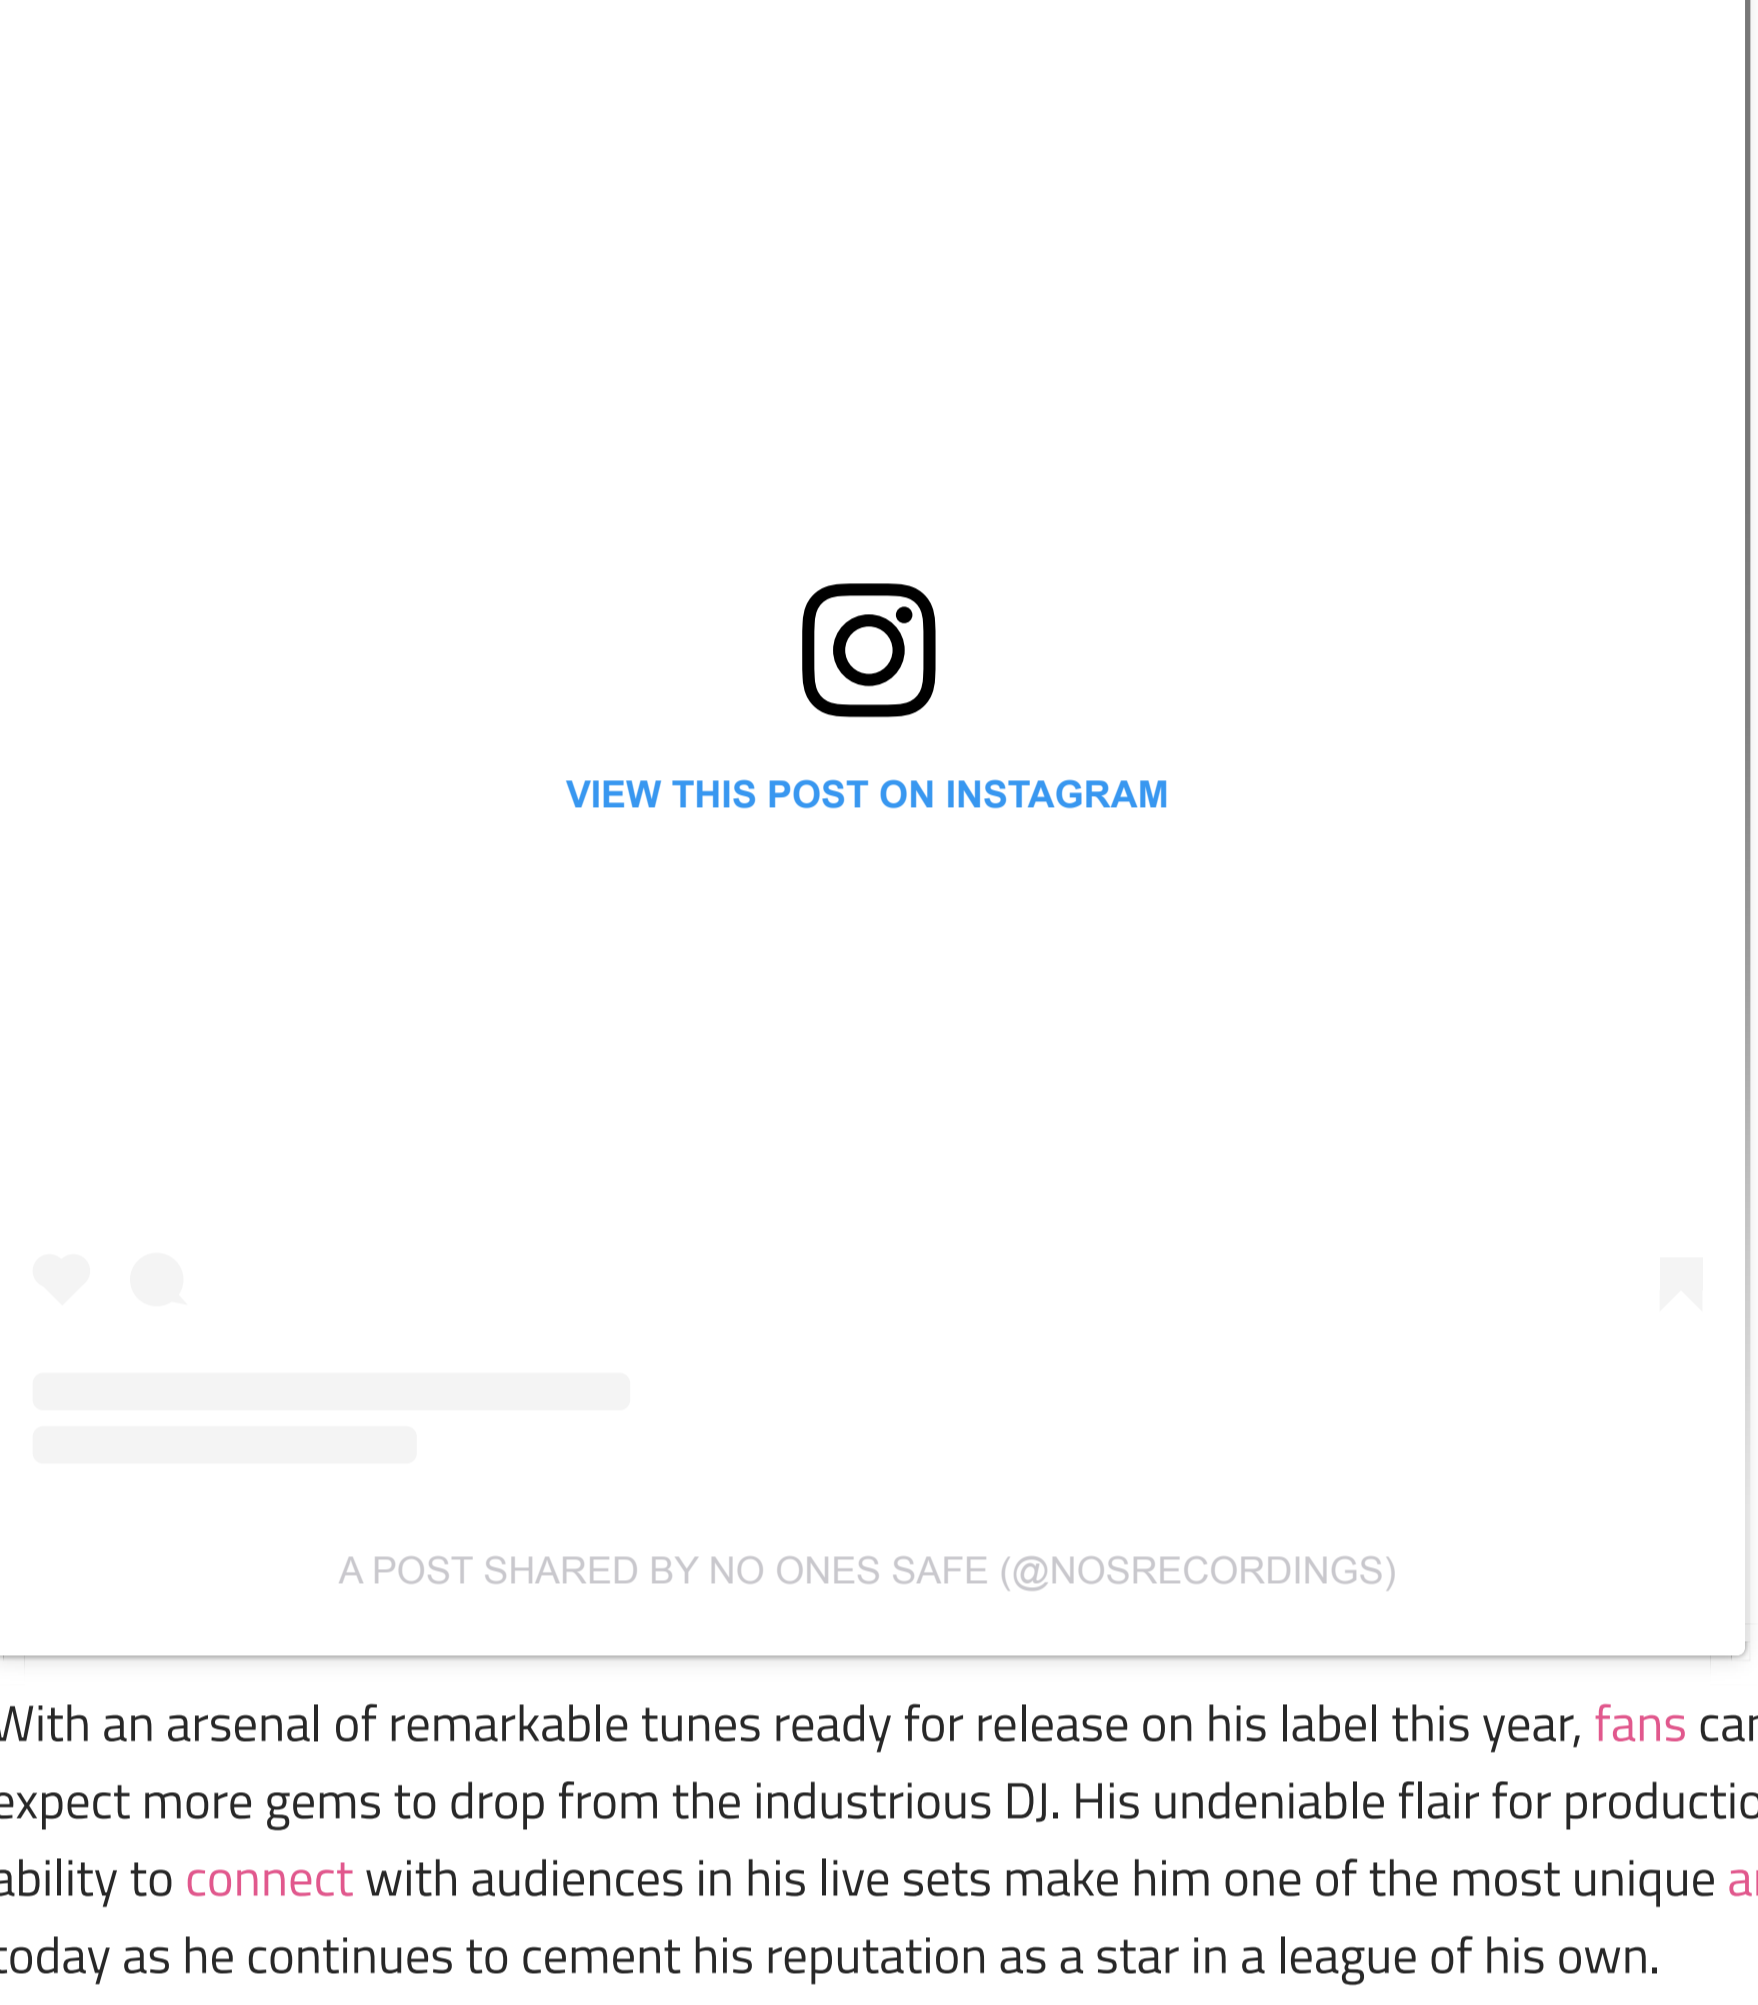 VIEW THIS POST ON INSTAGRAM
A POST SHARED BY NO ONES SAFE (@NOSRECORDINGS)
With an arsenal of remarkable tunes ready for release on his label this year, fans
expect more gems to drop from the industrious DJ. His undeniable flair for
ability to connect with audiences in his live sets make him one of the most unique
today as he continues to cement his reputation as a star in a league of his own.